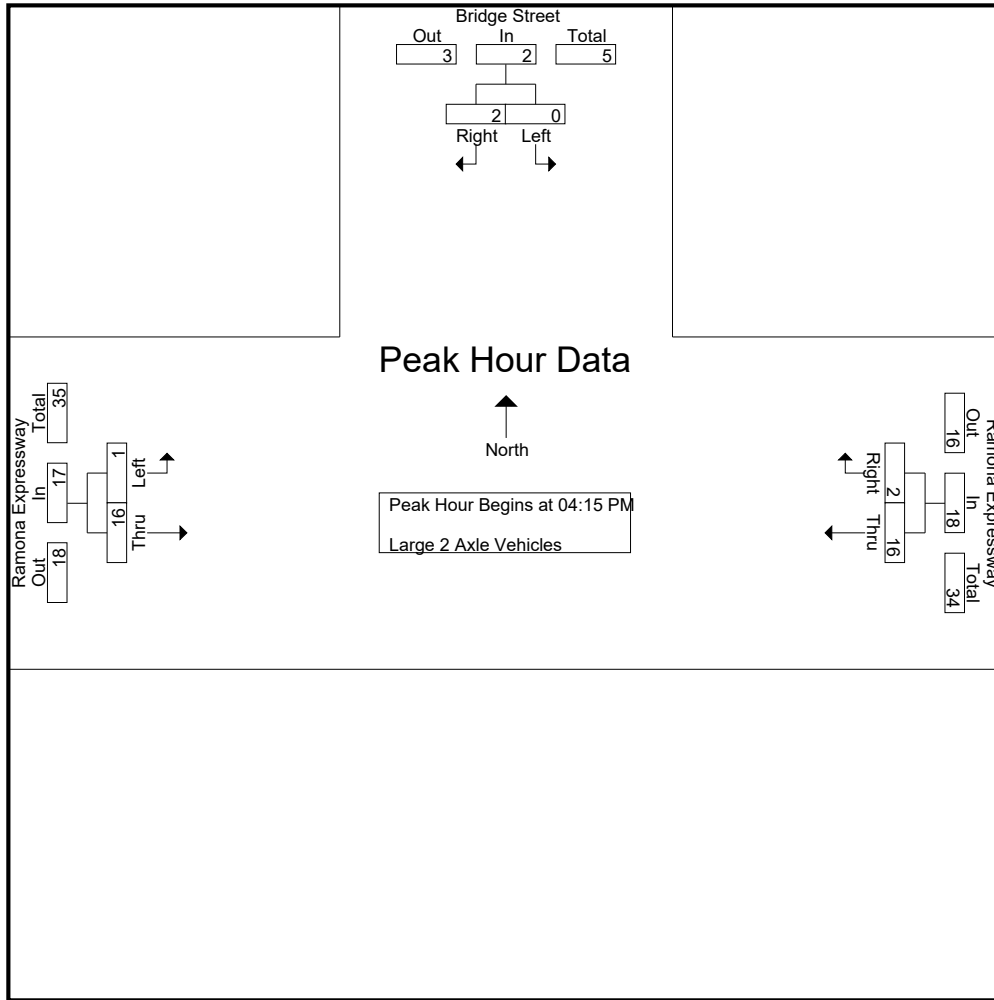 Bridge Street
Out In Total
3 2 5
2 0
Right Left
Peak Hour Data
North
Peak Hour Begins at 04:15 PM
Large 2 Axle Vehicles
Ramona Expressway
Out In Total
18 17 35
Thru Left
16 1
Ramona Expressway
Out In Total
16 18 34
Right Thru
2 16